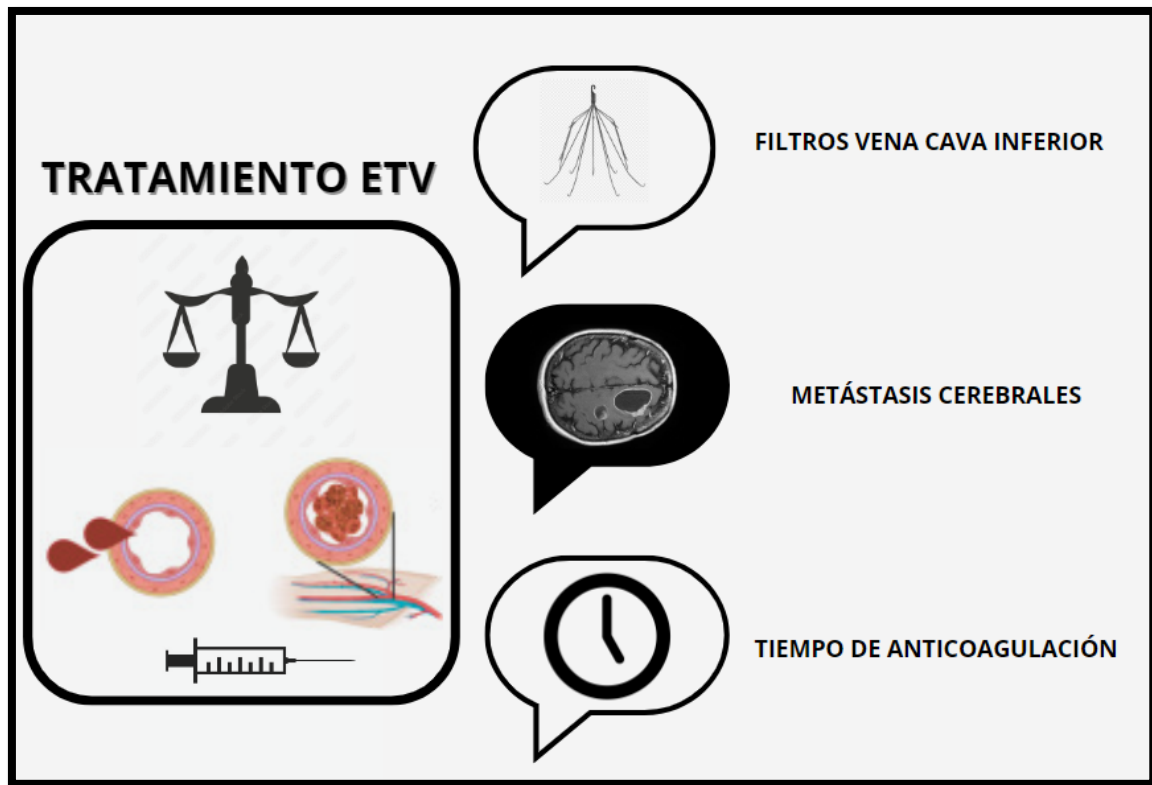 TRATAMIENTO ETV
FILTROS VENA CAVA INFERIOR
METÁSTASIS CEREBRALES
TIEMPO DE ANTICOAGULACIÓN